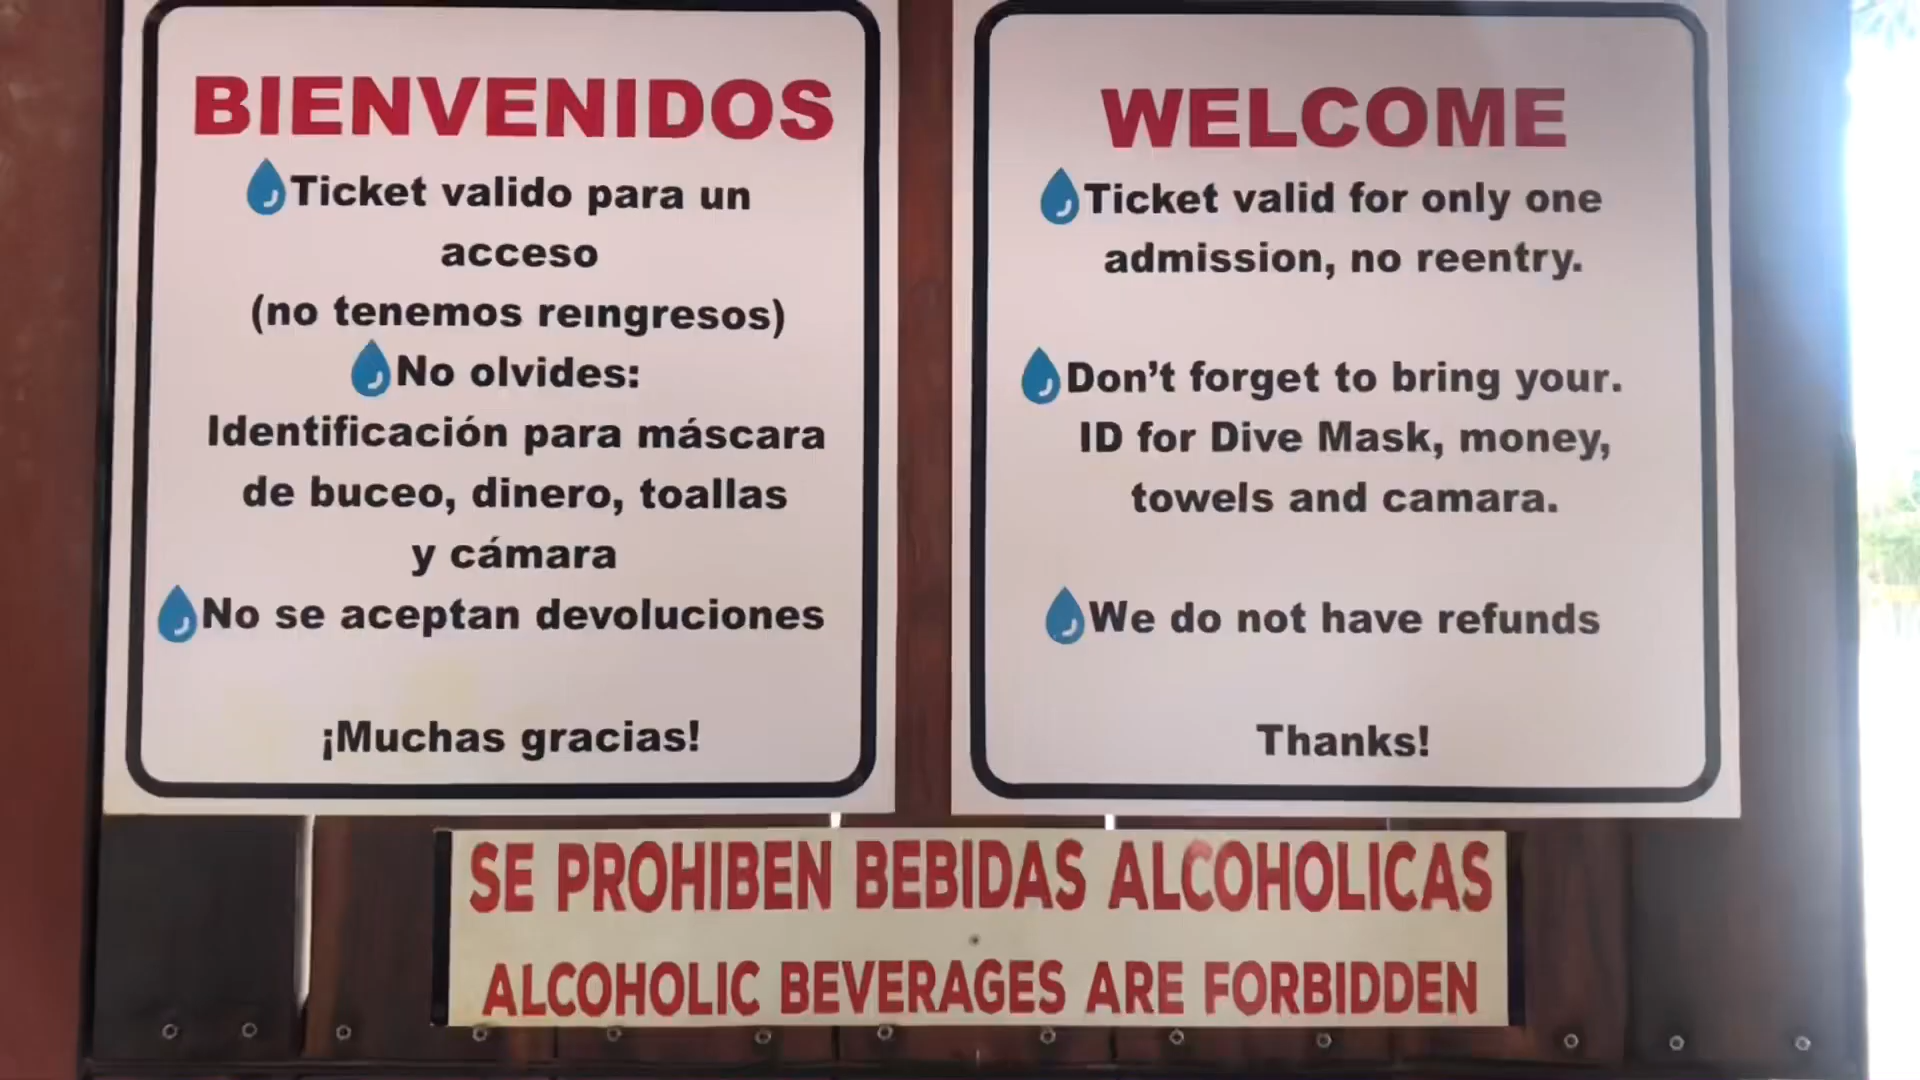 BIENVENIDOS
Ticket valido para un
acceso
(no tenemos reingresos)
No olvides:
Identificación para máscara
de buceo, dinero, toallas
y cámara
No se aceptan devoluciones
¡Muchas gracias!
WELCOME
Ticket valid for only one
admission, no reentry.
Don't forget to bring your.
ID for Dive Mask, money,
towels and camara.
We do not have refunds
Thanks!
SE PROHIBEN BEBIDAS ALCOHOLICAS
ALCOHOLIC BEVERAGES ARE FORBIDDEN